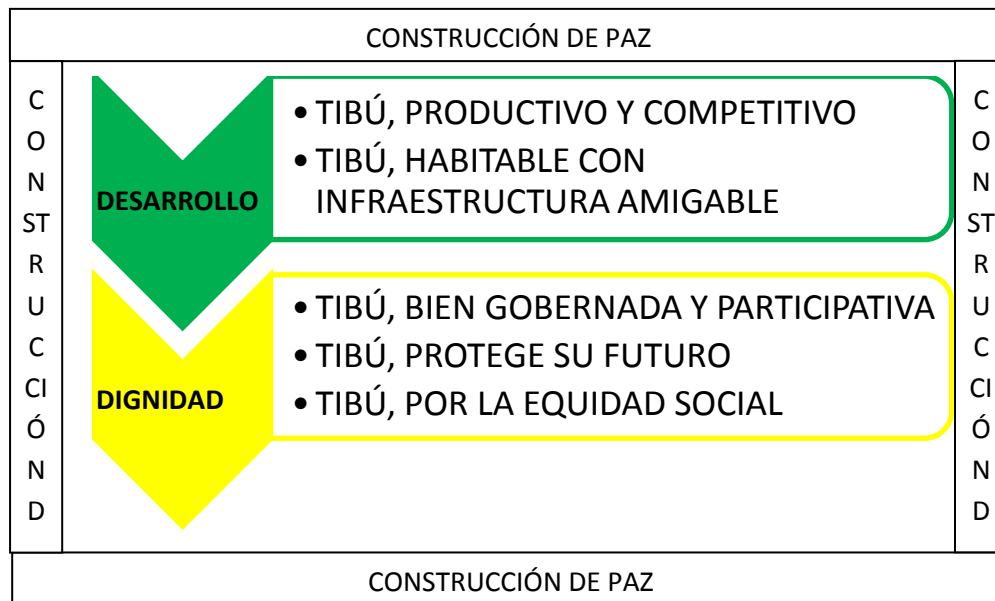 CONSTRUCCIÓN DE PAZ
C
O
N
ST
R
U
C
CI
Ó
N
D
DESARROLLO
• TIBÚ, PRODUCTIVO Y COMPETITIVO
• TIBÚ, HABITABLE CON
INFRAESTRUCTURA AMIGABLE
DIGNIDAD
• TIBÚ, BIEN GOBERNADA Y PARTICIPATIVA
• TIBÚ, PROTEGE SU FUTURO
• TIBÚ, POR LA EQUIDAD SOCIAL
C
O
N
ST
R
U
C
CI
Ó
N
D
CONSTRUCCIÓN DE PAZ